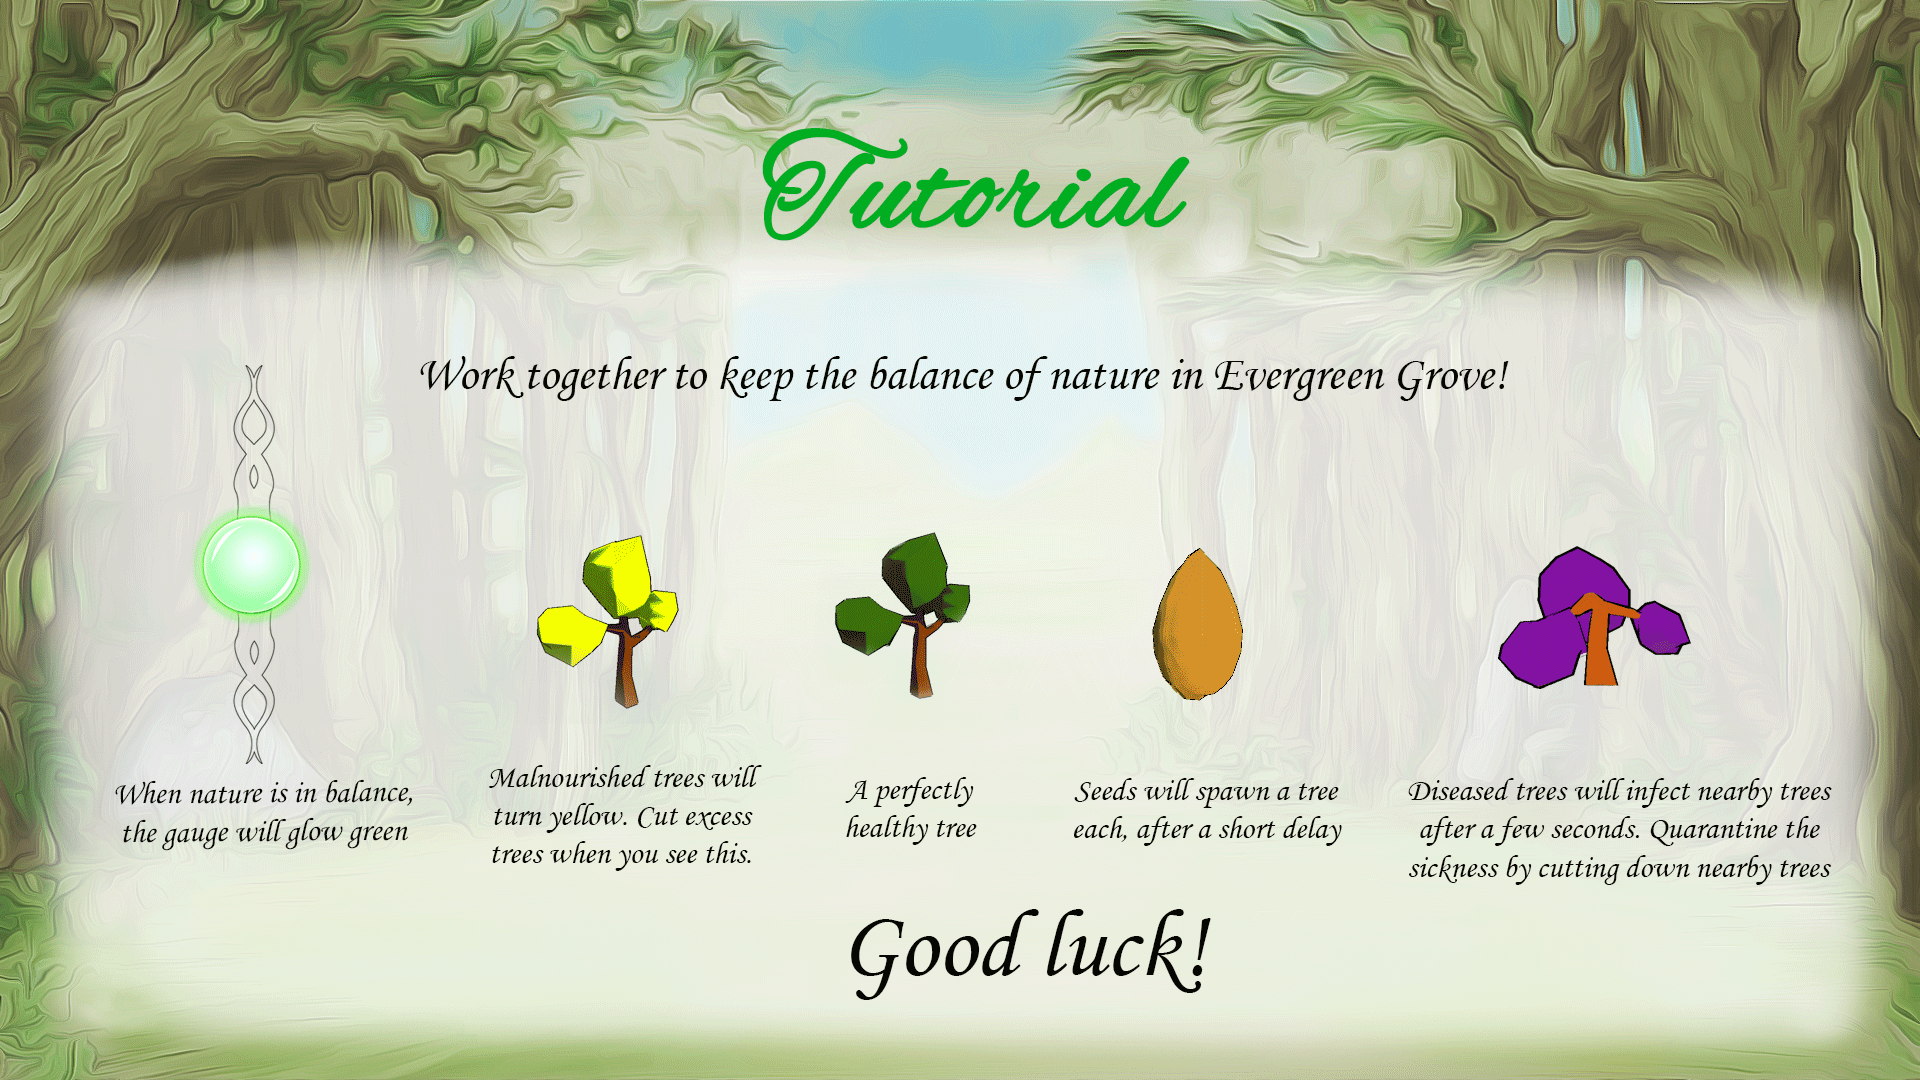 Tutorial
Work together to keep the balance of nature in Evergreen Grove!
When nature is in balance,
the gauge will glow green
Malnourished trees will
turn yellow. Cut excess
trees when you see this.
A perfectly
healthy tree
Seeds will spawn a tree
each, after a short delay
Diseased trees will infect nearby trees
after a few seconds. Quarantine the
sickness by cutting down nearby trees
Good luck!